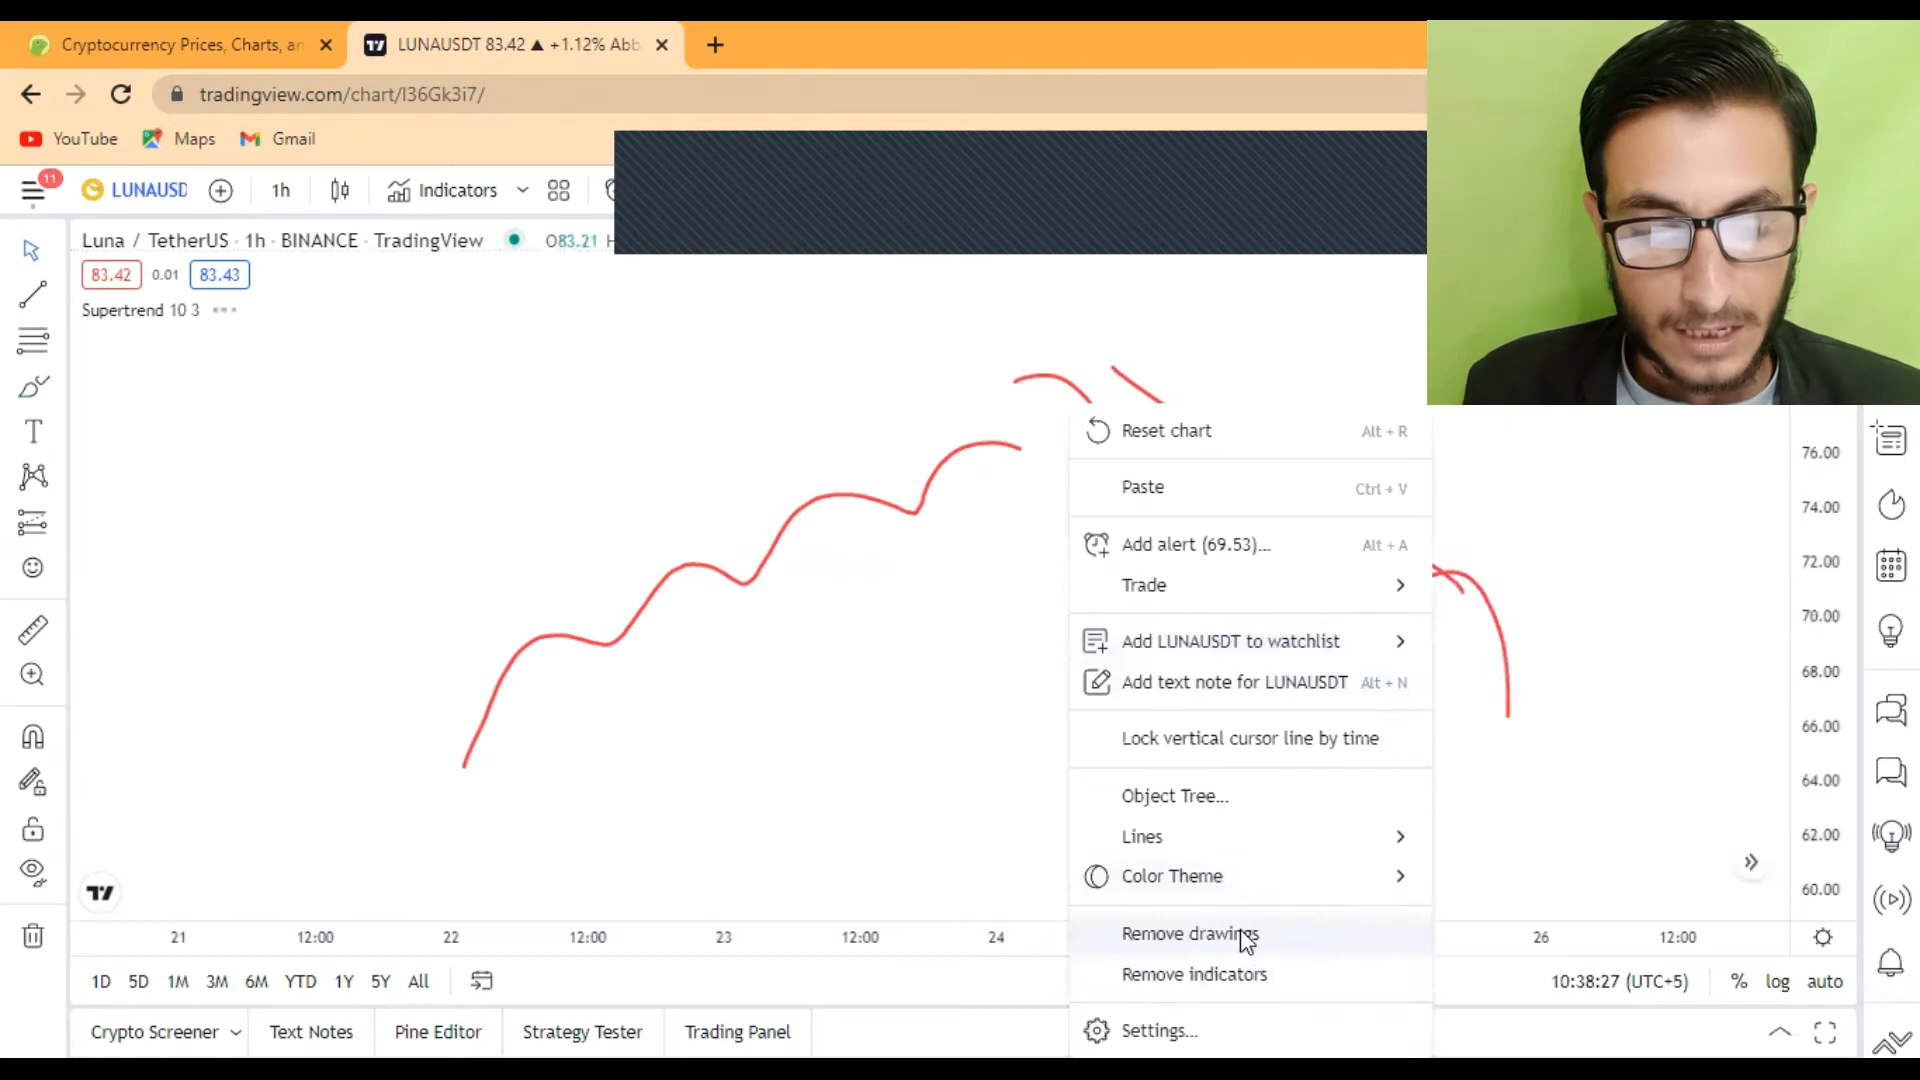 Cryptocurrency Prices, Charts, an
LUNAUSDT 83.42 ▲ +1.12% Abb
tradingview.com/chart/I36Gk3i7/
YouTube Maps Gmail
11
LUNAUSD 1h Indicators
Luna / TetherUS · 1h · BINANCE · TradingView O83.21 H
83.42 0.01 83.43
Supertrend 10 3
Reset chart Alt + R
Paste Ctrl + V
Add alert (69.53)... Alt + A
Trade
Add LUNAUSDT to watchlist
Add text note for LUNAUSDT Alt + N
Lock vertical cursor line by time
Object Tree...
Lines
Color Theme
Remove drawings
Remove indicators
Settings...
76.00
74.00
72.00
70.00
68.00
66.00
64.00
62.00
60.00
21 12:00 22 12:00 23 12:00 24 26 12:00
1D 5D 1M 3M 6M YTD 1Y 5Y All 10:38:27 (UTC+5) % log auto
Crypto Screener Text Notes Pine Editor Strategy Tester Trading Panel